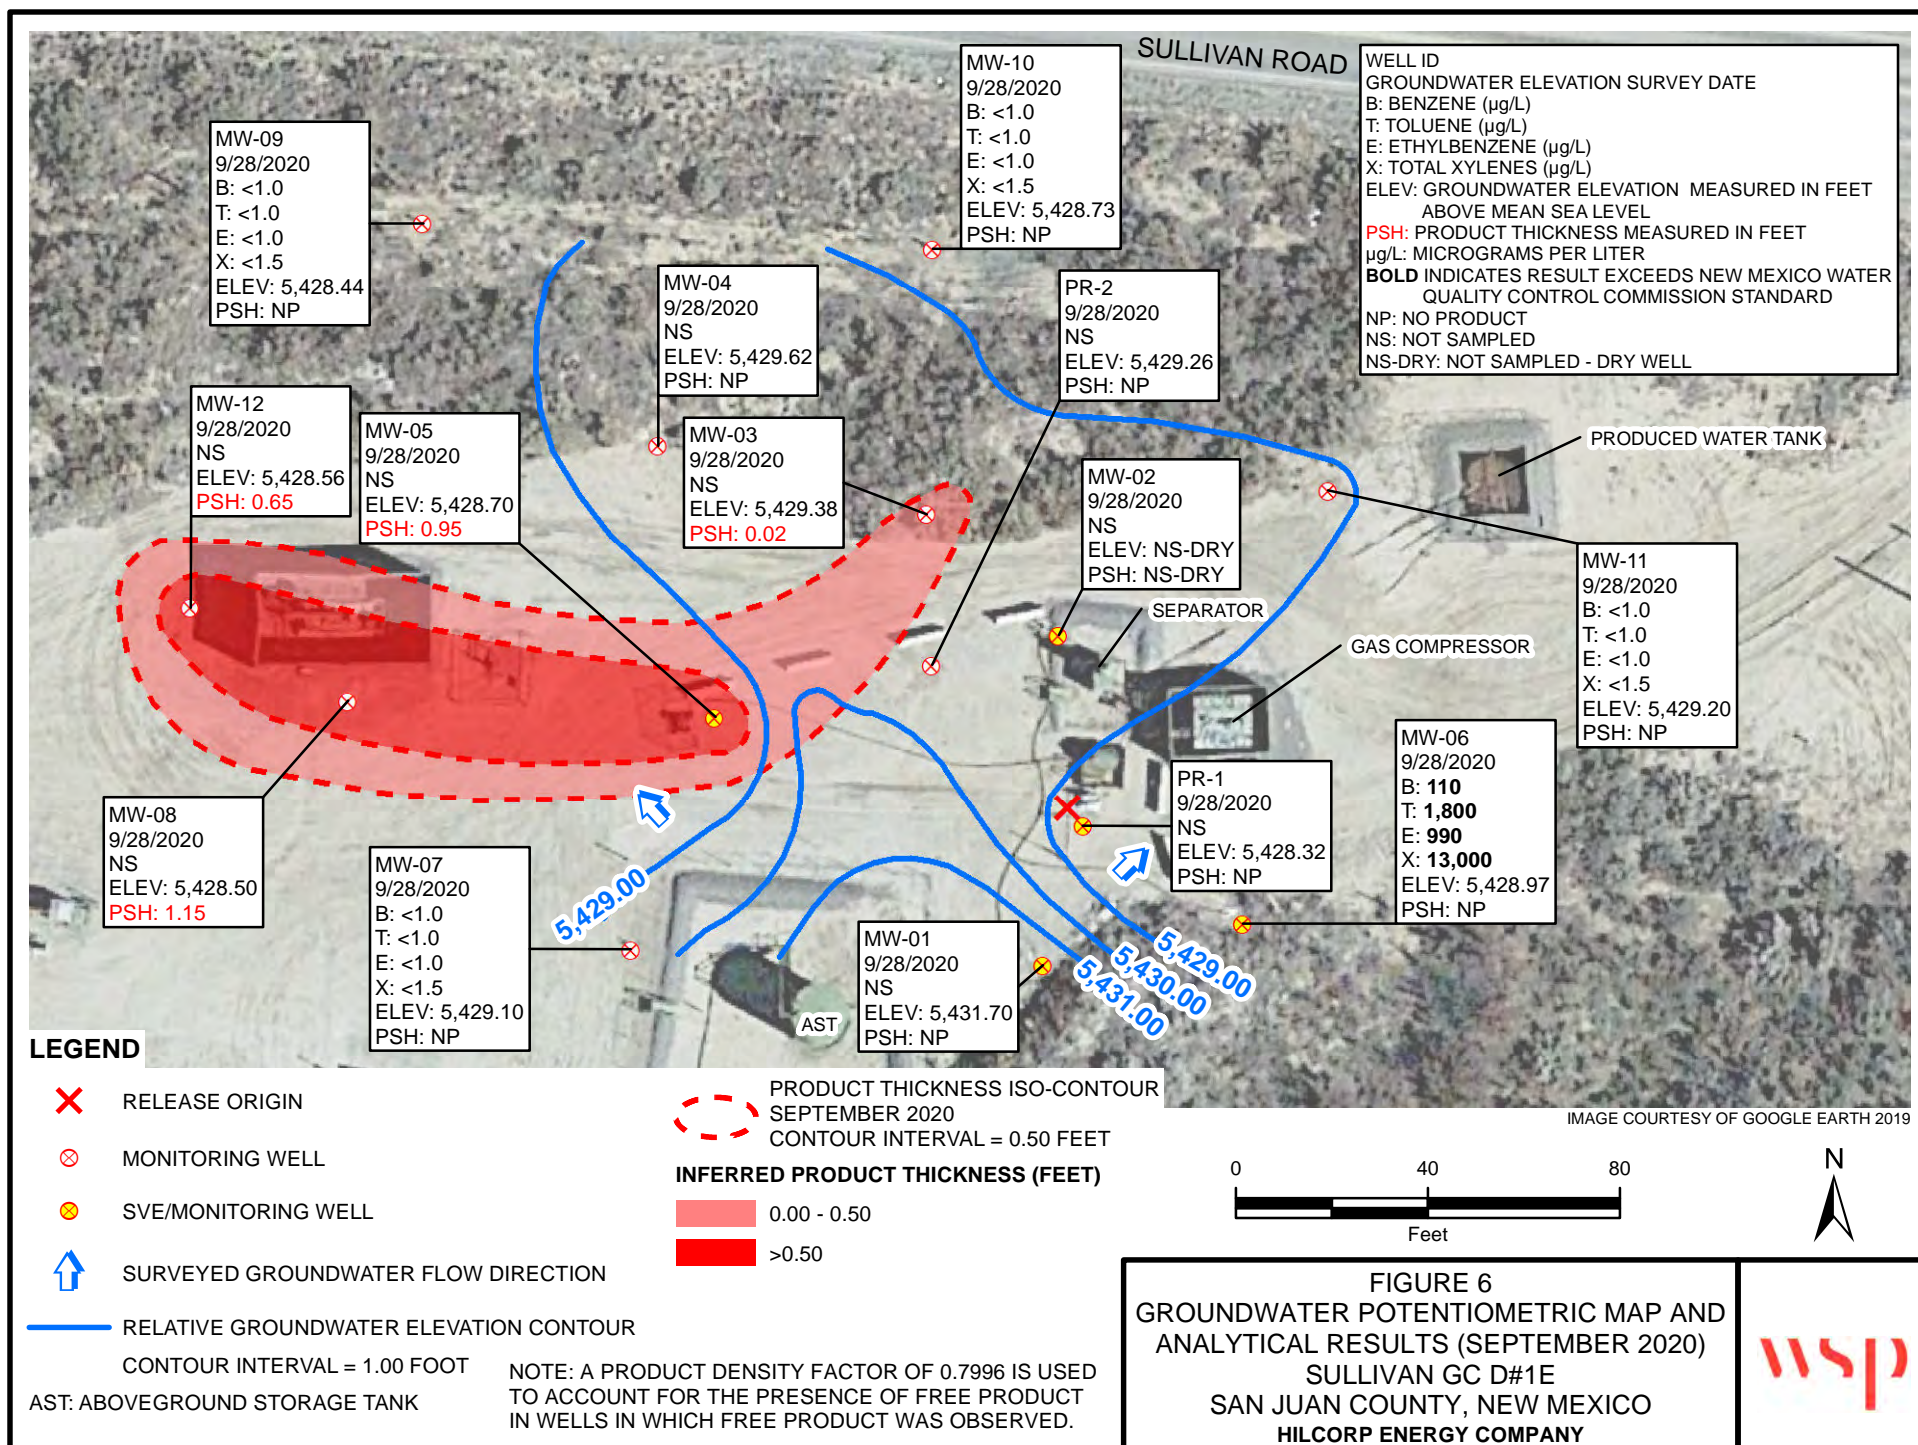 SULLIVAN ROAD
WELL ID
GROUNDWATER ELEVATION SURVEY DATE
B: BENZENE (µg/L)
T: TOLUENE (µg/L)
E: ETHYLBENZENE (µg/L)
X: TOTAL XYLENES (µg/L)
ELEV: GROUNDWATER ELEVATION MEASURED IN FEET
ABOVE MEAN SEA LEVEL
PSH: PRODUCT THICKNESS MEASURED IN FEET
µg/L: MICROGRAMS PER LITER
BOLD INDICATES RESULT EXCEEDS NEW MEXICO WATER
QUALITY CONTROL COMMISSION STANDARD
NP: NO PRODUCT
NS: NOT SAMPLED
NS-DRY: NOT SAMPLED - DRY WELL
MW-10
9/28/2020
B: <1.0
T: <1.0
E: <1.0
X: <1.5
ELEV: 5,428.73
PSH: NP
MW-09
9/28/2020
B: <1.0
T: <1.0
E: <1.0
X: <1.5
ELEV: 5,428.44
PSH: NP
MW-04
9/28/2020
NS
ELEV: 5,429.62
PSH: NP
PR-2
9/28/2020
NS
ELEV: 5,429.26
PSH: NP
MW-12
9/28/2020
NS
ELEV: 5,428.56
PSH: 0.65
MW-05
9/28/2020
NS
ELEV: 5,428.70
PSH: 0.95
MW-03
9/28/2020
NS
ELEV: 5,429.38
PSH: 0.02
MW-02
9/28/2020
NS
ELEV: NS-DRY
PSH: NS-DRY
PRODUCED WATER TANK
SEPARATOR
GAS COMPRESSOR
MW-11
9/28/2020
B: <1.0
T: <1.0
E: <1.0
X: <1.5
ELEV: 5,429.20
PSH: NP
MW-06
9/28/2020
B: 110
T: 1,800
E: 990
X: 13,000
ELEV: 5,428.97
PSH: NP
PR-1
9/28/2020
NS
ELEV: 5,428.32
PSH: NP
MW-08
9/28/2020
NS
ELEV: 5,428.50
PSH: 1.15
MW-07
9/28/2020
B: <1.0
T: <1.0
E: <1.0
X: <1.5
ELEV: 5,429.10
PSH: NP
MW-01
9/28/2020
NS
ELEV: 5,431.70
PSH: NP
5,429.00
5,429.00
5,430.00
5,431.00
AST
LEGEND
RELEASE ORIGIN
MONITORING WELL
SVE/MONITORING WELL
SURVEYED GROUNDWATER FLOW DIRECTION
RELATIVE GROUNDWATER ELEVATION CONTOUR
CONTOUR INTERVAL = 1.00 FOOT
AST: ABOVEGROUND STORAGE TANK
PRODUCT THICKNESS ISO-CONTOUR
SEPTEMBER 2020
CONTOUR INTERVAL = 0.50 FEET
INFERRED PRODUCT THICKNESS (FEET)
0.00 - 0.50
>0.50
NOTE: A PRODUCT DENSITY FACTOR OF 0.7996 IS USED
TO ACCOUNT FOR THE PRESENCE OF FREE PRODUCT
IN WELLS IN WHICH FREE PRODUCT WAS OBSERVED.
IMAGE COURTESY OF GOOGLE EARTH 2019
0 40 80
Feet
N
FIGURE 6
GROUNDWATER POTENTIOMETRIC MAP AND
ANALYTICAL RESULTS (SEPTEMBER 2020)
SULLIVAN GC D#1E
SAN JUAN COUNTY, NEW MEXICO
HILCORP ENERGY COMPANY
wsp